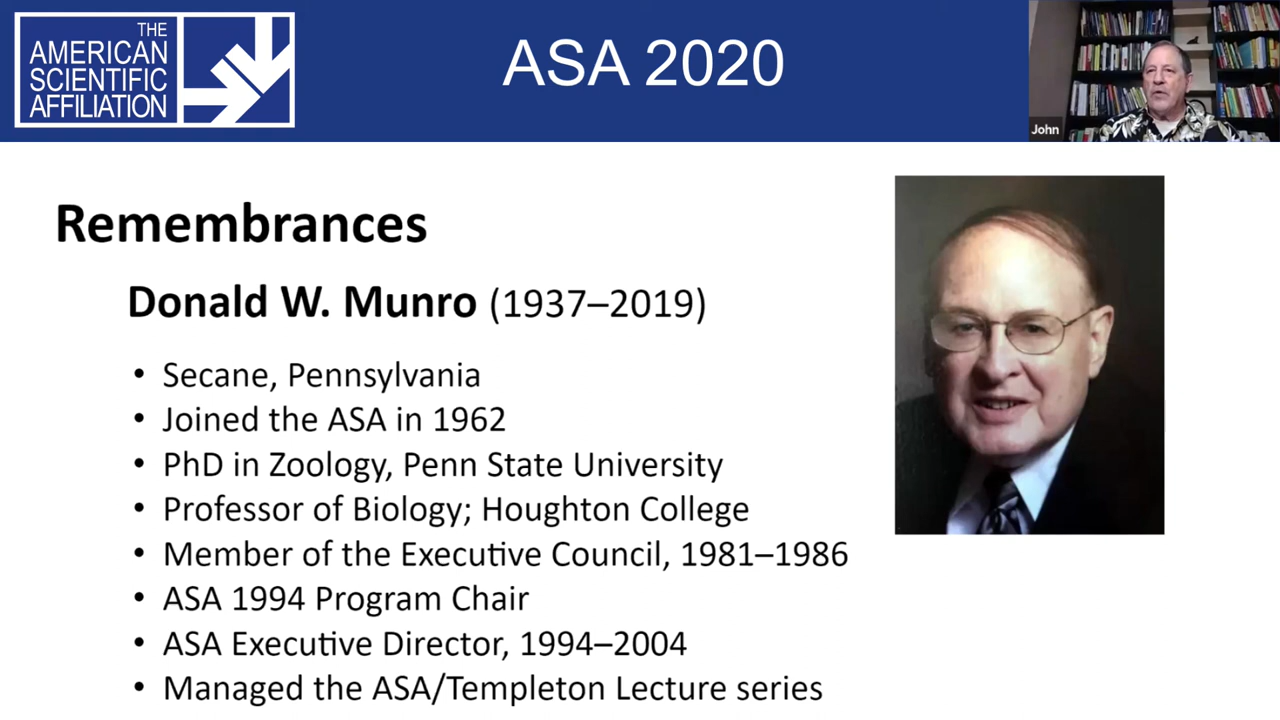 THE
AMERICAN
SCIENTIFIC
AFFILIATION
ASA 2020
John
Remembrances
Donald W. Munro (1937–2019)
• Secane, Pennsylvania
• Joined the ASA in 1962
• PhD in Zoology, Penn State University
• Professor of Biology; Houghton College
• Member of the Executive Council, 1981–1986
• ASA 1994 Program Chair
• ASA Executive Director, 1994–2004
• Managed the ASA/Templeton Lecture series